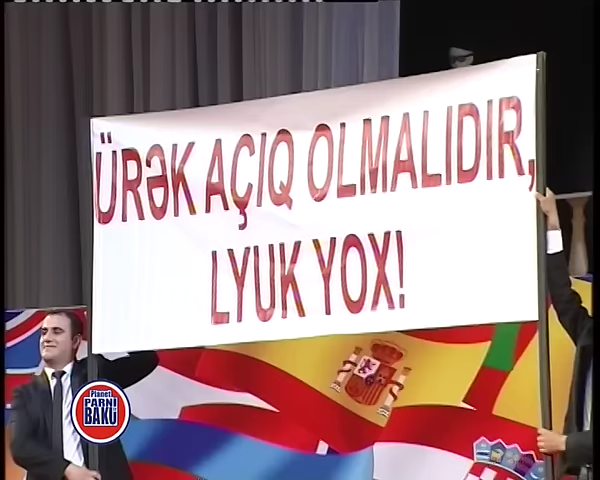 ÜRƏK AÇIQ OLMALIDIR,
LYUK YOX!
Planet
PARNI
BAKU